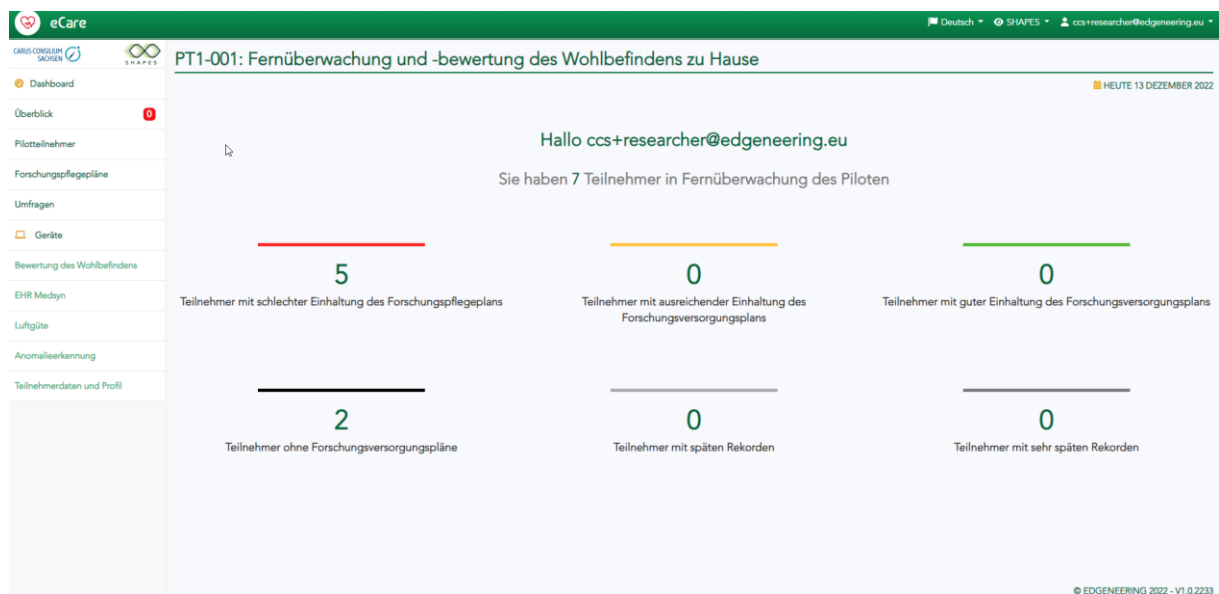 eCare
Deutsch
SHAPES
ccs+researcher@edgeneering.eu
CARUS CONSILIUM
SACHSEN
SHAPES
PT1-001: Fernüberwachung und -bewertung des Wohlbefindens zu Hause
HEUTE 13 DEZEMBER 2022
Dashboard
Überblick
0
Pilotteilnehmer
Forschungspflegepläne
Umfragen
Geräte
Bewertung des Wohlbefindens
EHR Medsyn
Luftgüte
Anomalieerkennung
Teilnehmerdaten und Profil
Hallo ccs+researcher@edgeneering.eu
Sie haben 7 Teilnehmer in Fernüberwachung des Piloten
5
Teilnehmer mit schlechter Einhaltung des Forschungspflegeplans
0
Teilnehmer mit ausreichender Einhaltung des
Forschungsversorgungsplans
0
Teilnehmer mit guter Einhaltung des Forschungsversorgungsplans
2
Teilnehmer ohne Forschungsversorgungspläne
0
Teilnehmer mit späten Rekorden
0
Teilnehmer mit sehr späten Rekorden
© EDGENEERING 2022 - V1.0.2233